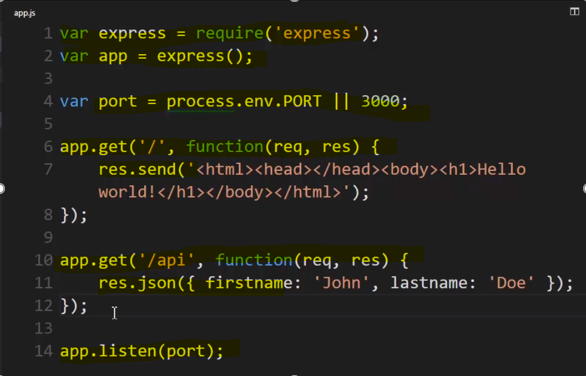 app.js
1 var express = require('express');
2 var app = express();
3
4 var port = process.env.PORT || 3000;
5
6 app.get('/', function(req, res) {
7 res.send('<html><head></head><body><h1>Hello
world!</h1></body></html>');
8 });
9
10 app.get('/api', function(req, res) {
11 res.json({ firstname: 'John', lastname: 'Doe' });
12 });
13
14 app.listen(port);